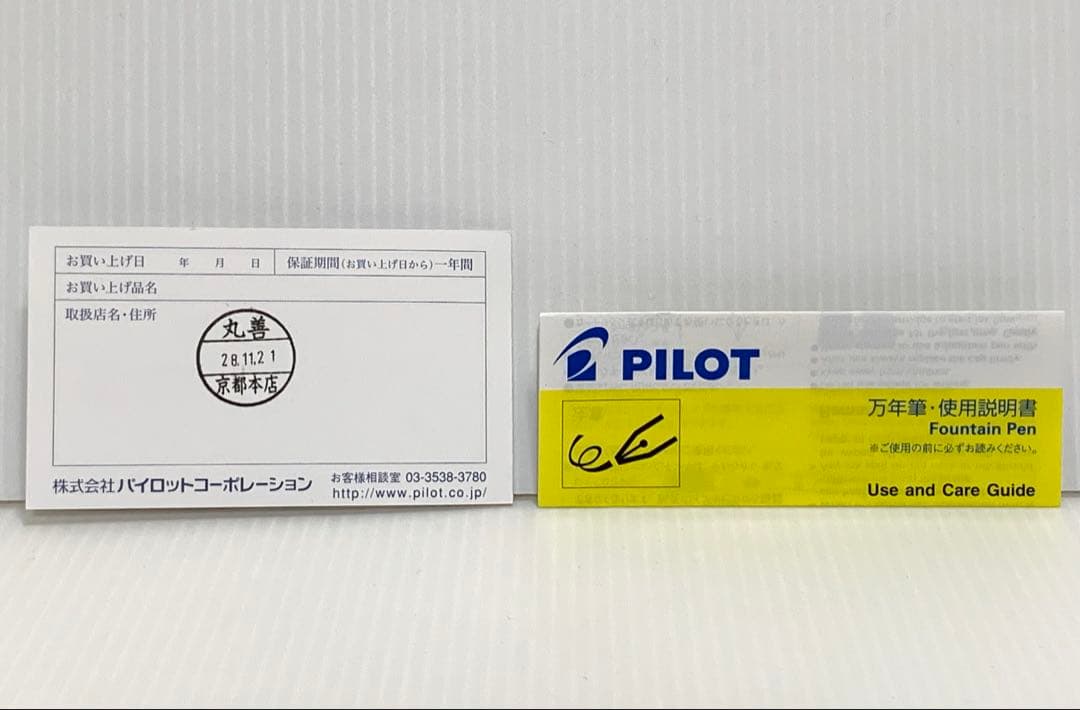 お買い上げ日 年 月 日
保証期間(お買い上げ日から)一年間
お買い上げ品名
取扱店名・住所
丸善
28.11.21
京都本店
株式会社パイロットコーポレーション
お客様相談室 03-3538-3780
http://www.pilot.co.jp/
PILOT
万年筆・使用説明書
Fountain Pen
※ご使用の前に必ずお読みください。
Use and Care Guide